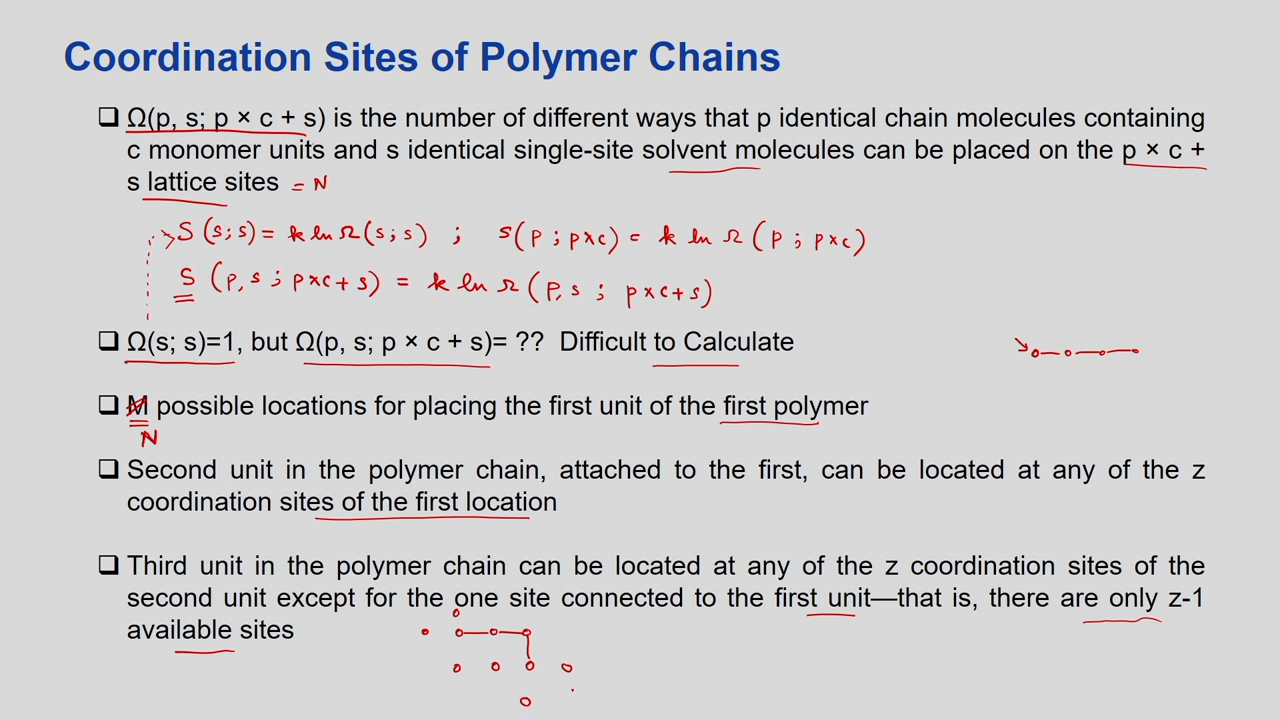 Coordination Sites of Polymer Chains
❑ Ω(p, s; p × c + s) is the number of different ways that p identical chain molecules containing
c monomer units and s identical single-site solvent molecules can be placed on the p × c +
s lattice sites = N
S (s; s) = k ln Ω (s; s) ; S (p ; p×c) = k ln Ω (p ; p×c)
S (p, s ; p×c + s) = k ln Ω (p, s ; p×c+s)
❑ Ω(s; s)=1, but Ω(p, s; p × c + s)= ?? Difficult to Calculate
❑ M possible locations for placing the first unit of the first polymer
N
❑ Second unit in the polymer chain, attached to the first, can be located at any of the z
coordination sites of the first location
❑ Third unit in the polymer chain can be located at any of the z coordination sites of the
second unit except for the one site connected to the first unit—that is, there are only z-1
available sites